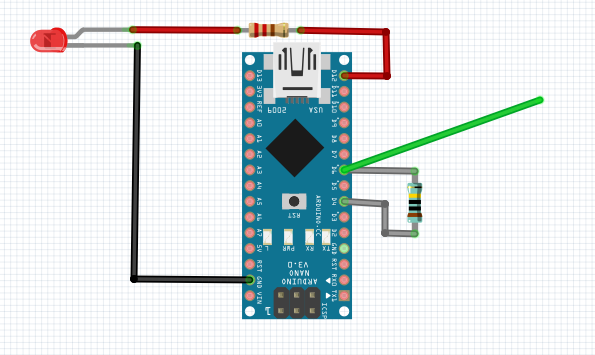 D13
3V3
REF
A0
A1
A2
A3
A4
A5
A6
A7
5V
RST
GND
VIN
D12
D11
D10
D9
D8
D7
D6
D5
D4
D3
D2
GND
RST
RX0
TX1
USA
2009
ARDUINO.CC
RST
TX
RX
PWR
L
ARDUINO
NANO
V3.0
ICSP
1